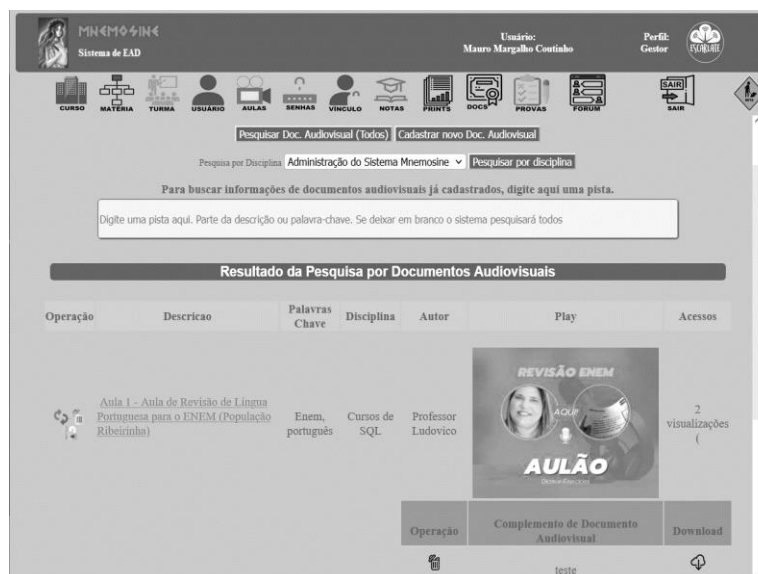 MNEMOSINE
Sistema de EAD
Usuário:
Mauro Margalho Coutinho
Perfil:
Gestor
ESCARLATE
CURSO MATÉRIA TURMA USUÁRIO AULAS SENHAS VÍNCULO NOTAS PRINTS DOCS PROVAS FORUM SAIR
SAIR
Pesquisar Doc. Audiovisual (Todos) Cadastrar novo Doc. Audiovisual
Pesquisa por Disciplina Administração do Sistema Mnemosine Pesquisar por disciplina
Para buscar informações de documentos audiovisuais já cadastrados, digite aqui uma pista.
Digite uma pista aqui. Parte da descrição ou palavra-chave. Se deixar em branco o sistema pesquisará todos
Resultado da Pesquisa por Documentos Audiovisuais
Operação Descricao Palavras Chave Disciplina Autor Play Acessos
Aula 1 - Aula de Revisão de Língua
Portuguesa para o ENEM (População
Ribeirinha)
Enem,
português
Cursos de
SQL
Professor
Ludovico
REVISÃO ENEM
AQUI!
AULÃO
2
visualizações
(
Operação
Complemento de Documento
Audiovisual
Download
teste